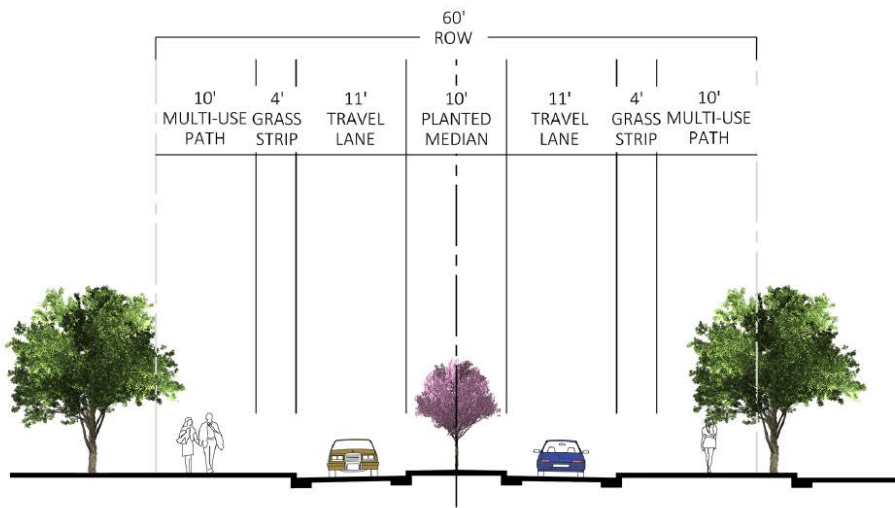 60'
ROW
10'
MULTI-USE
PATH
4'
GRASS
STRIP
11'
TRAVEL
LANE
10'
PLANTED
MEDIAN
11'
TRAVEL
LANE
4'
GRASS
STRIP
10'
MULTI-USE
PATH